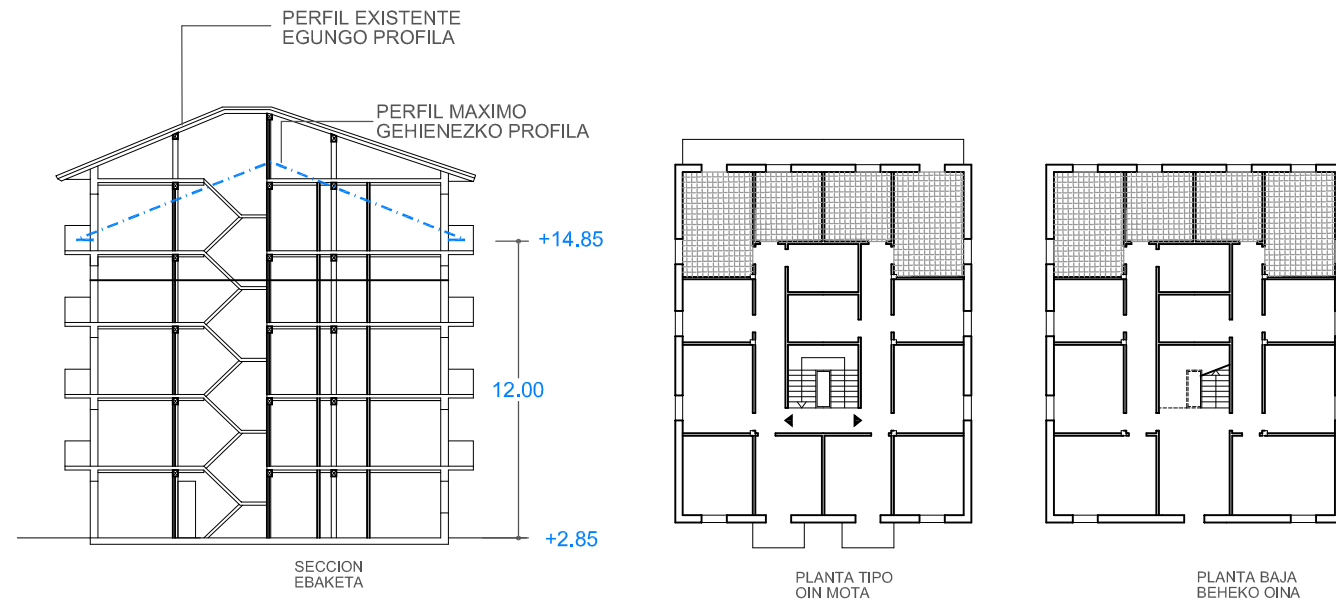 PERFIL EXISTENTE
EGUNGO PROFILA
PERFIL MAXIMO
GEHIENEZKO PROFILA
+14.85
12.00
+2.85
SECCION
EBAKETA
PLANTA TIPO
OIN MOTA
PLANTA BAJA
BEHEKO OINA